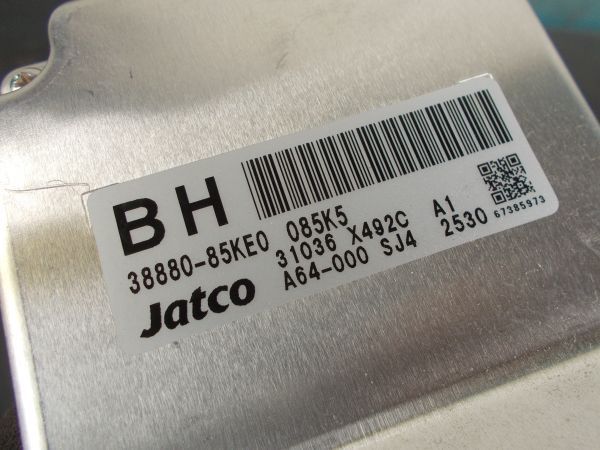 BH
38880-85KE0 085K5
31036 X492C A1
Jatco A64-000 SJ4 2530
67385973